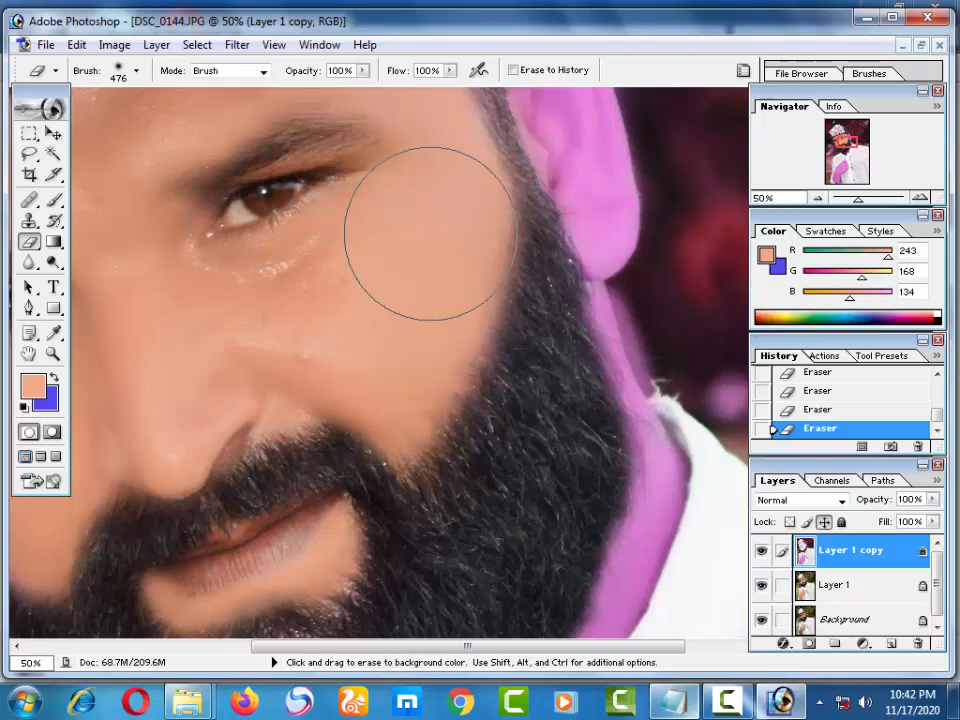 Adobe Photoshop - [DSC_0144.JPG @ 50% (Layer 1 copy, RGB)]
File Edit Image Layer Select Filter View Window Help
Brush: 476 Mode: Brush Opacity: 100% Flow: 100% Erase to History File Browser Brushes
Navigator Info
50%
Color Swatches Styles
R 243
G 168
B 134
History Actions Tool Presets
Eraser
Eraser
Eraser
Eraser
Layers Channels Paths
Normal Opacity: 100%
Lock: Fill: 100%
Layer 1 copy
Layer 1
Background
T
50% Doc: 68.7M/209.6M Click and drag to erase to background color. Use Shift, Alt, and Ctrl for additional options.
10:42 PM
11/17/2020